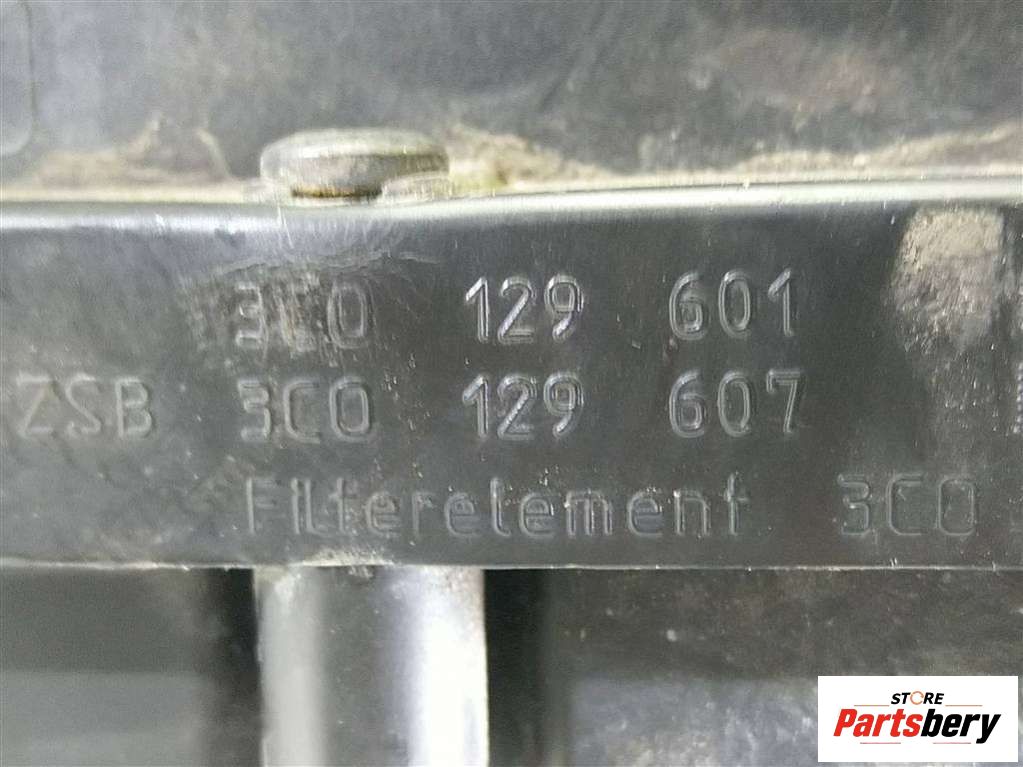 3C0 129 601
ZSB 3C0 129 607
Filterelement 3C0
STORE
Partsbery